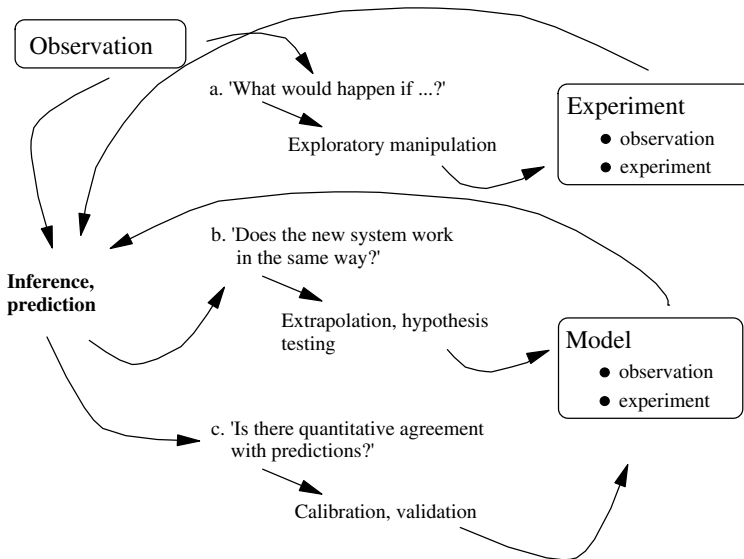 Observation
a. 'What would happen if ...?'
Exploratory manipulation
Experiment
● observation
● experiment
b. 'Does the new system work
in the same way?'
Extrapolation, hypothesis
testing
Inference,
prediction
Model
● observation
● experiment
c. 'Is there quantitative agreement
with predictions?'
Calibration, validation